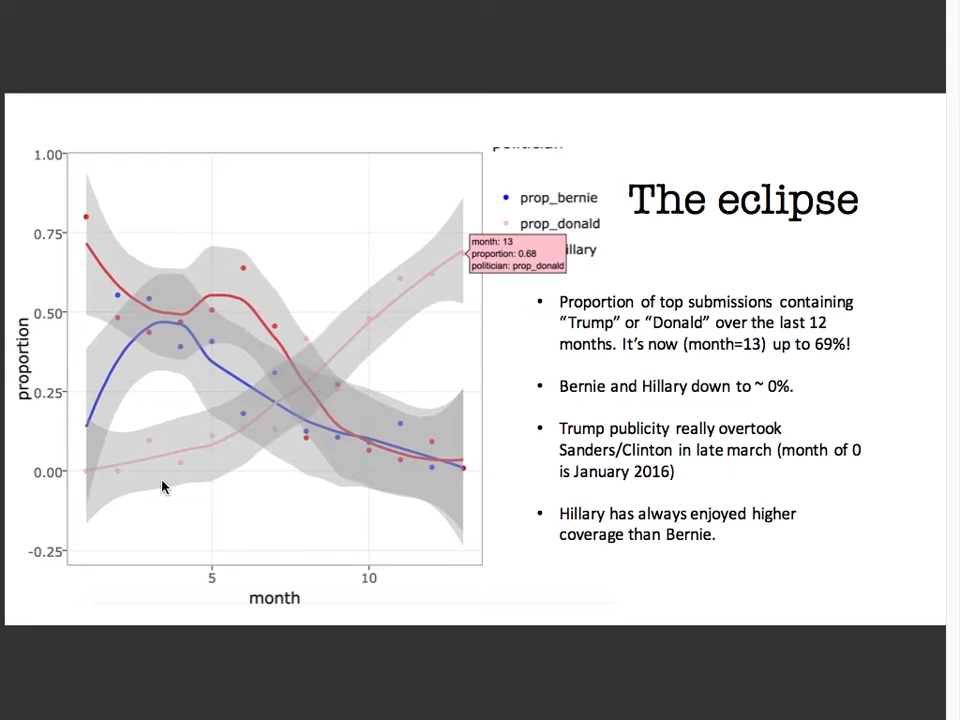 The eclipse
1.00
0.75
0.50
0.25
0.00
-0.25
proportion
5
10
month
prop_bernie
prop_donald
illary
month: 13
proportion: 0.68
politician: prop_donald
• Proportion of top submissions containing
“Trump” or “Donald” over the last 12
months. It’s now (month=13) up to 69%!
• Bernie and Hillary down to ~ 0%.
• Trump publicity really overtook
Sanders/Clinton in late march (month of 0
is January 2016)
• Hillary has always enjoyed higher
coverage than Bernie.